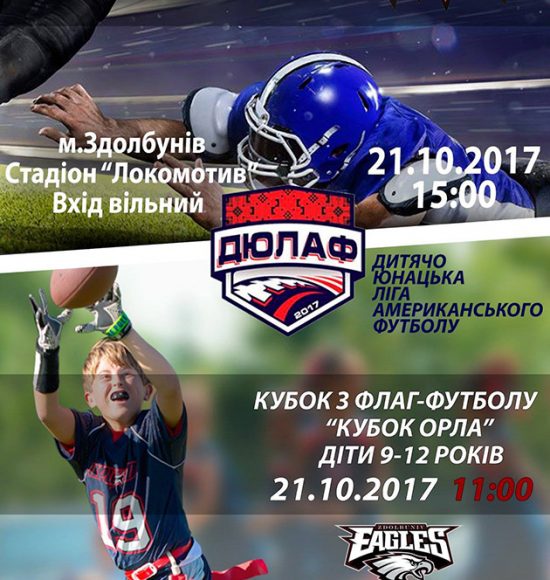 м.Здолбунів
Стадіон "Локомотив"
Вхід вільний
21.10.2017
15:00
ДЮЛАФ
2017
ДИТЯЧО
ЮНАЦЬКА
ЛІГА
АМЕРИКАНСЬКОГО
ФУТБОЛУ
19
КУБОК З ФЛАГ-ФУТБОЛУ
"КУБОК ОРЛА"
ДІТИ 9-12 РОКІВ
21.10.2017 11:00
ZDOLBUNIV
EAGLES